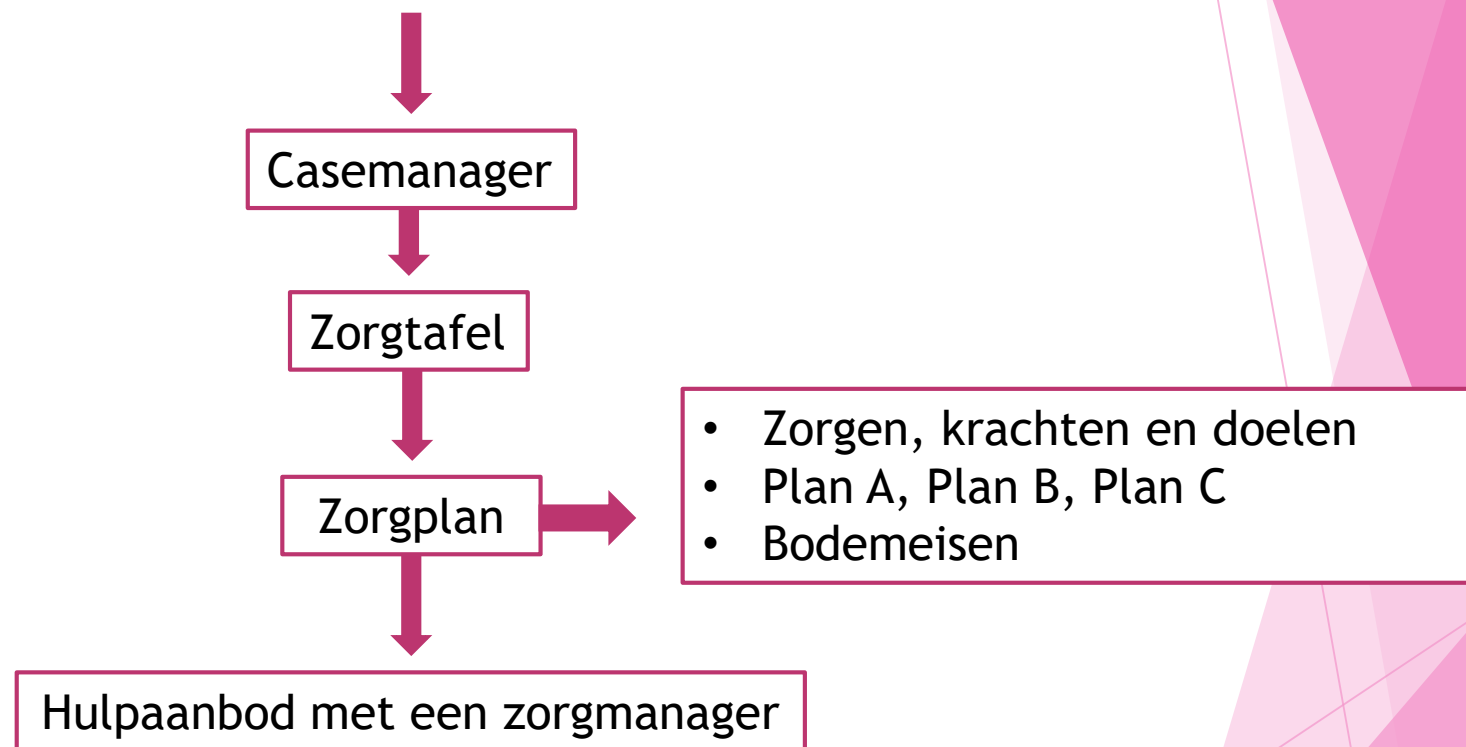 Casemanager
Zorgtafel
Zorgplan
• Zorgen, krachten en doelen
• Plan A, Plan B, Plan C
• Bodemeisen
Hulpaanbod met een zorgmanager